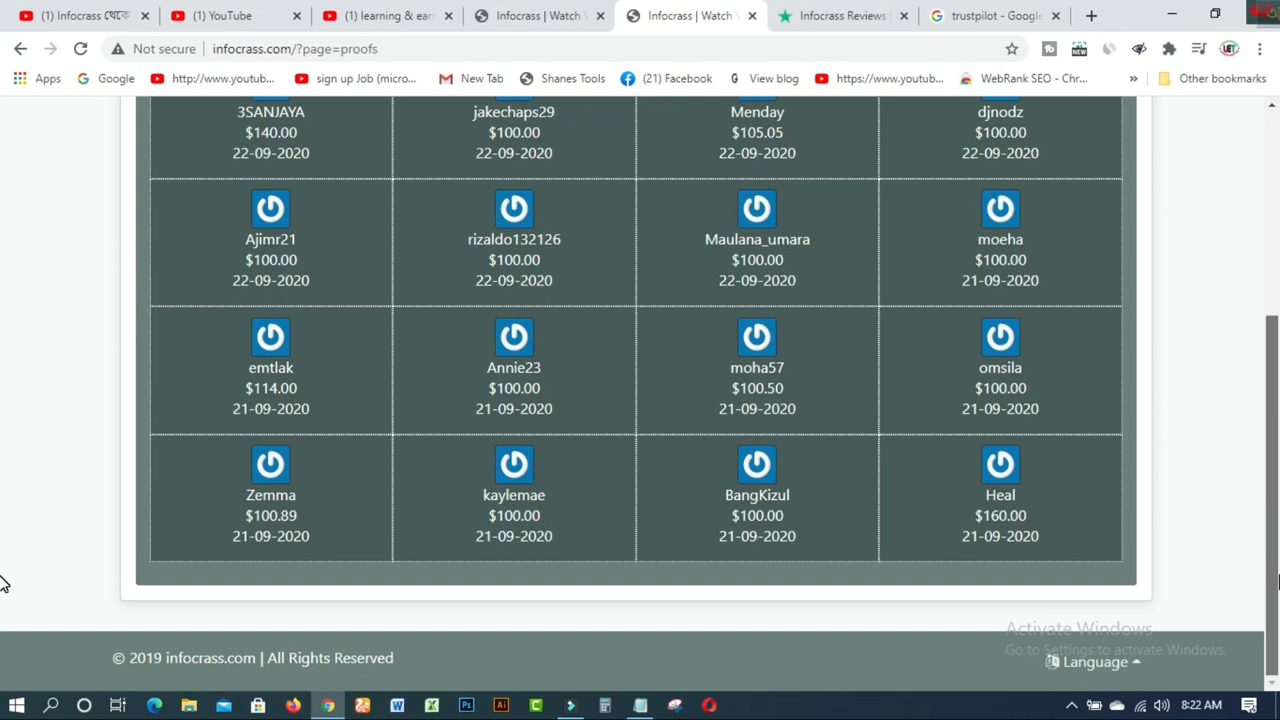 (1) Infocrass থেকে
(1) YouTube
(1) learning & ear
Infocrass | Watch
Infocrass | Watch
Infocrass Reviews
trustpilot - Google
Not secure
infocrass.com/?page=proofs
Apps
Google
http://www.youtub...
sign up Job (micro...
New Tab
Shanes Tools
(21) Facebook
View blog
https://www.youtub...
WebRank SEO - Chr...
»
Other bookmarks
3SANJAYA
$140.00
22-09-2020
jakechaps29
$100.00
22-09-2020
Menday
$105.05
22-09-2020
djnodz
$100.00
22-09-2020
Ajimr21
$100.00
22-09-2020
rizaldo132126
$100.00
22-09-2020
Maulana_umara
$100.00
22-09-2020
moeha
$100.00
21-09-2020
emtlak
$114.00
21-09-2020
Annie23
$100.00
21-09-2020
moha57
$100.50
21-09-2020
omsila
$100.00
21-09-2020
Zemma
$100.89
21-09-2020
kaylemae
$100.00
21-09-2020
BangKizul
$100.00
21-09-2020
Heal
$160.00
21-09-2020
Activate Windows
Go to Settings to activate Windows.
© 2019 infocrass.com | All Rights Reserved
Language
8:22 AM